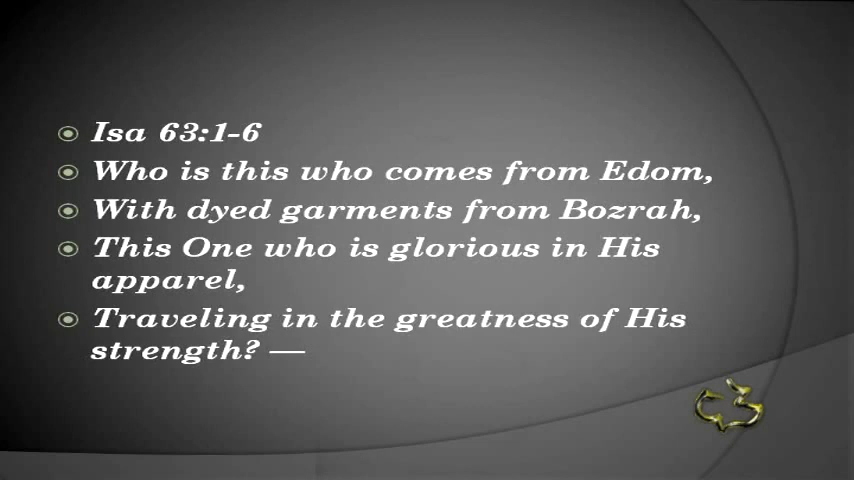 Isa 63:1-6
Who is this who comes from Edom,
With dyed garments from Bozrah,
This One who is glorious in His
apparel,
Traveling in the greatness of His
strength? —